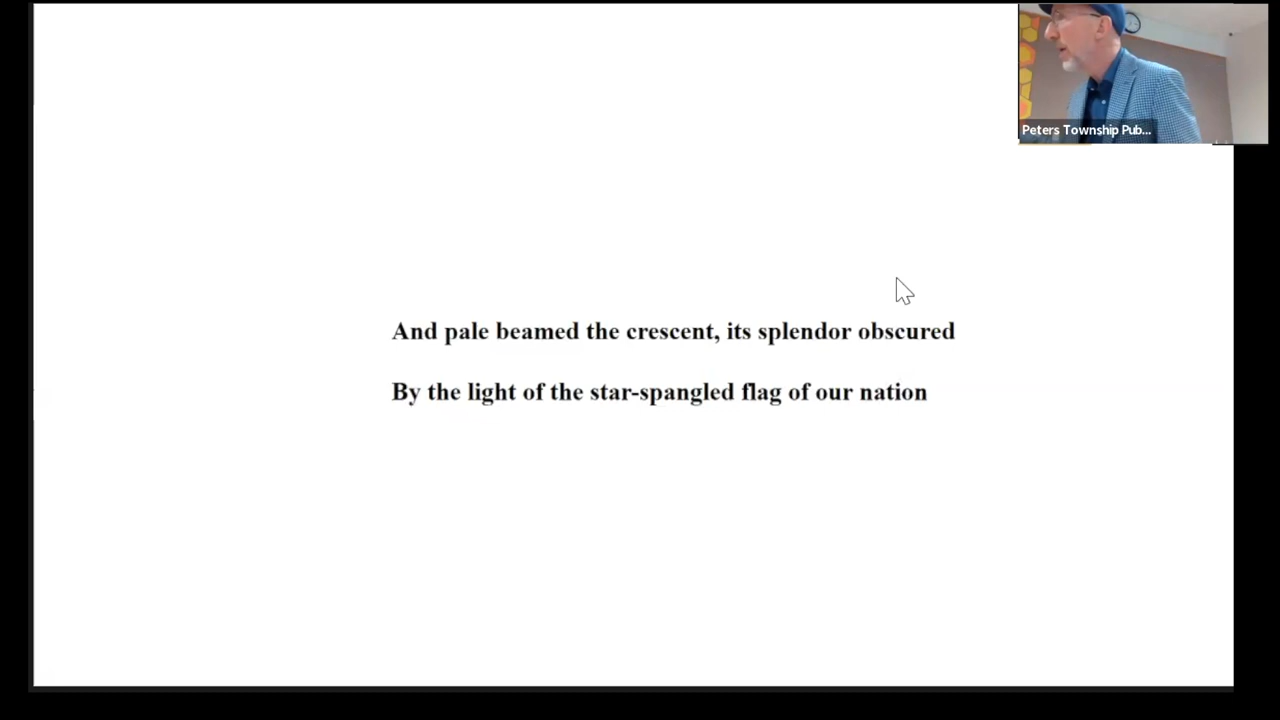 Peters Township Pub...
And pale beamed the crescent, its splendor obscured
By the light of the star-spangled flag of our nation